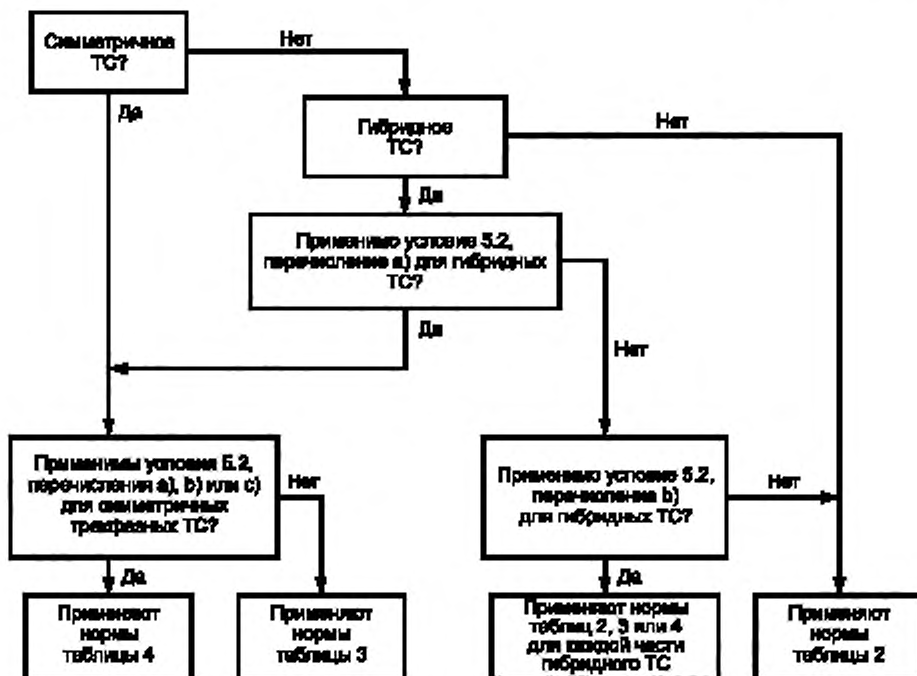 Симметричное
ТС?
Нет
Да
Гибридное
ТС?
Нет
Да
Применимо условие 5.2,
перечисление а) для гибридных
ТС?
Да
Нет
Применимы условия 5.2,
перечисления а), b) или с)
для симметричных
трехфазных ТС?
Нет
Применимо условие 5.2,
перечисление b)
для гибридных ТС?
Нет
Да
Да
Применяют
нормы
таблицы 4
Применяют
нормы
таблицы 3
Применяют нормы
таблиц 2, 3 или 4
для каждой части
гибридного ТС
Применяют
нормы
таблицы 2